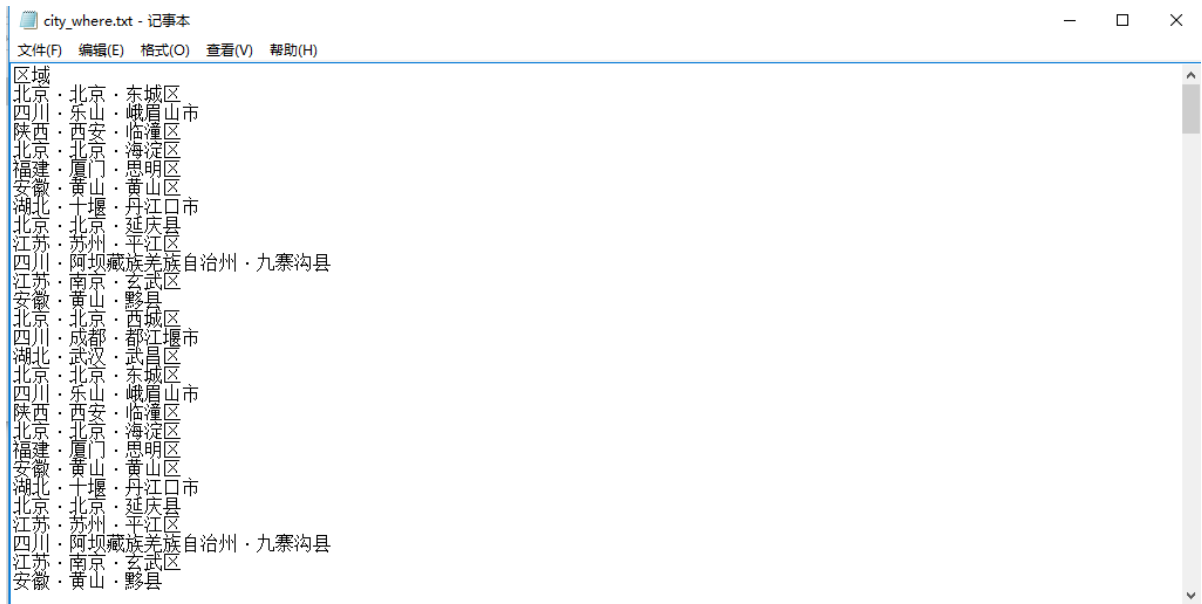 city_where.txt - 记事本
文件(F) 编辑(E) 格式(O) 查看(V) 帮助(H)
区域
北京·北京·东城区
四川·乐山·峨眉山市
陕西·西安·临潼区
北京·北京·海淀区
福建·厦门·思明区
安徽·黄山·黄山区
湖北·十堰·丹江口市
北京·北京·延庆县
江苏·苏州·平江区
四川·阿坝藏族羌族自治州·九寨沟县
江苏·南京·玄武区
安徽·黄山·黟县
北京·北京·西城区
四川·成都·都江堰市
湖北·武汉·武昌区
北京·北京·东城区
四川·乐山·峨眉山市
陕西·西安·临潼区
北京·北京·海淀区
福建·厦门·思明区
安徽·黄山·黄山区
湖北·十堰·丹江口市
北京·北京·延庆县
江苏·苏州·平江区
四川·阿坝藏族羌族自治州·九寨沟县
江苏·南京·玄武区
安徽·黄山·黟县